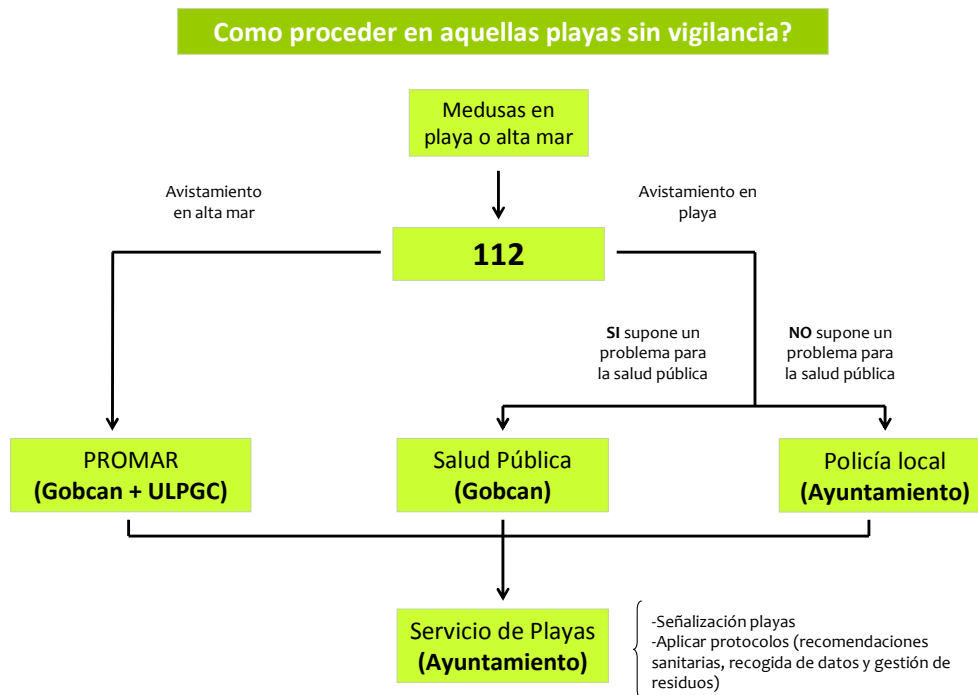 Como proceder en aquellas playas sin vigilancia?
Medusas en
playa o alta mar
Avistamiento
en alta mar
Avistamiento en
playa
112
SI supone un
problema para
la salud pública
NO supone un
problema para
la salud pública
PROMAR
(Gobcan + ULPGC)
Salud Pública
(Gobcan)
Policía local
(Ayuntamiento)
Servicio de Playas
(Ayuntamiento)
-Señalización playas
-Aplicar protocolos (recomendaciones
sanitarias, recogida de datos y gestión de
residuos)